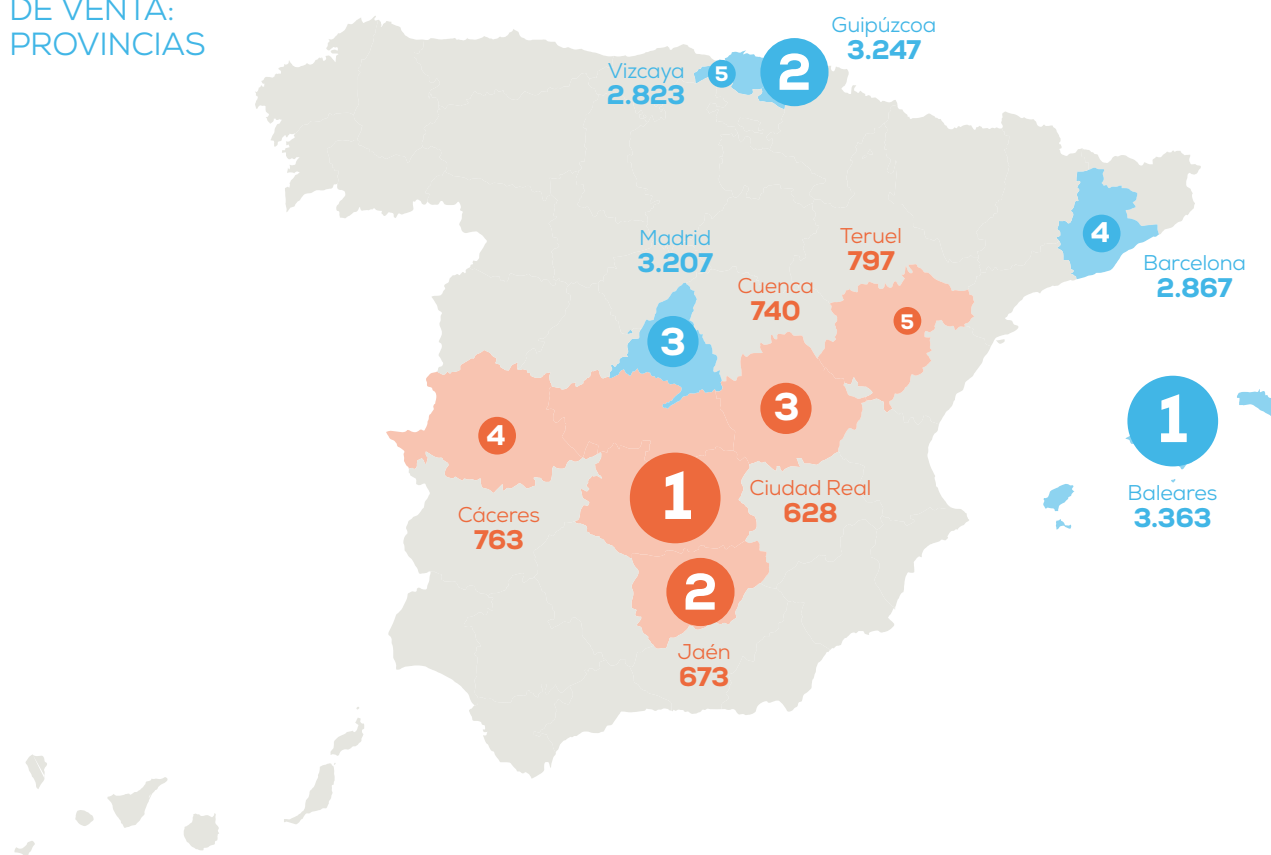 DE VENTA:
PROVINCIAS
Guipúzcoa
3.247
2
Vizcaya
2.823
5
Madrid
3.207
3
Teruel
797
5
4
Barcelona
2.867
Cuenca
740
3
1
Baleares
3.363
4
Cáceres
763
1
Ciudad Real
628
2
Jaén
673